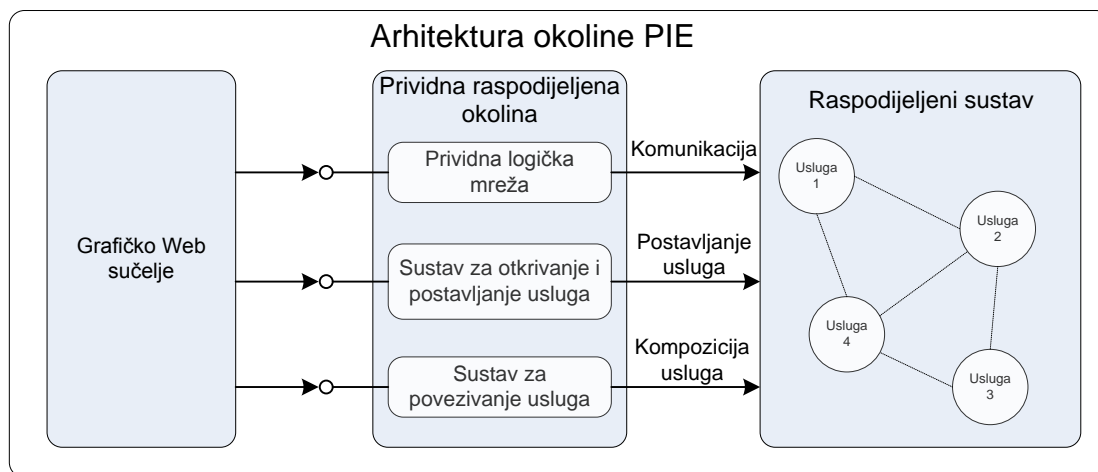 Arhitektura okoline PIE
Grafičko Web
sučelje
Prividna raspodijeljena
okolina
Prividna logička
mreža
Sustav za otkrivanje i
postavljanje usluga
Sustav za
povezivanje usluga
Komunikacija
Postavljanje
usluga
Kompozicija
usluga
Raspodijeljeni sustav
Usluga
1
Usluga
2
Usluga
4
Usluga
3